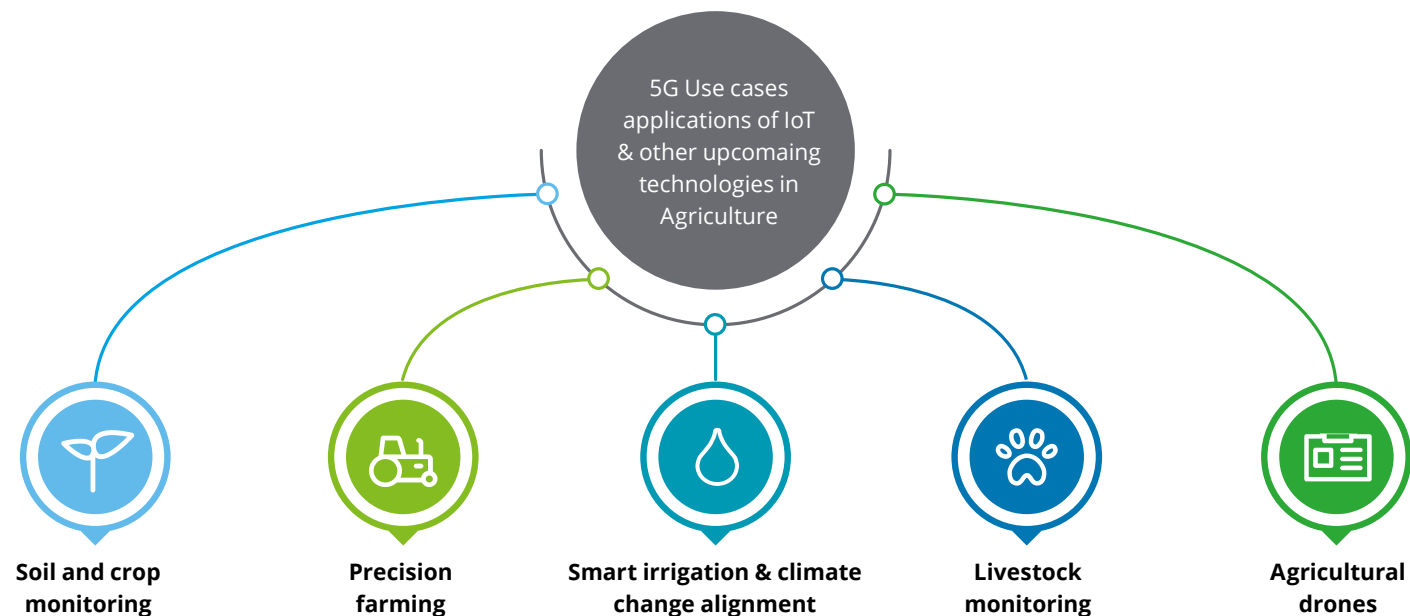 5G Use cases
applications of IoT
& other upcomaing
technologies in
Agriculture
Soil and crop
monitoring
Precision
farming
Smart irrigation & climate
change alignment
Livestock
monitoring
Agricultural
drones